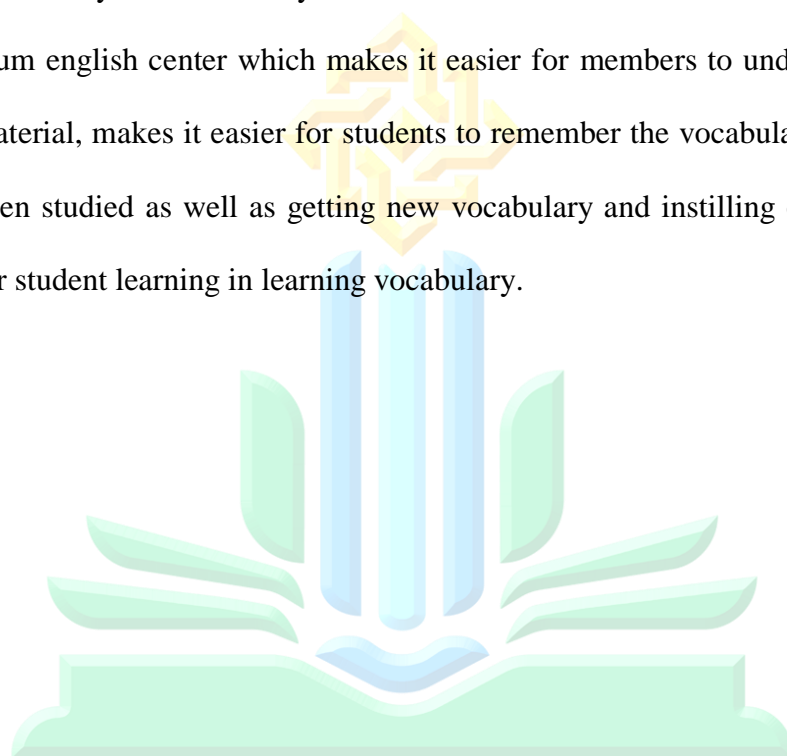 um english center which makes it easier for members to und
aterial, makes it easier for students to remember the vocabula
en studied as well as getting new vocabulary and instilling
r student learning in learning vocabulary.